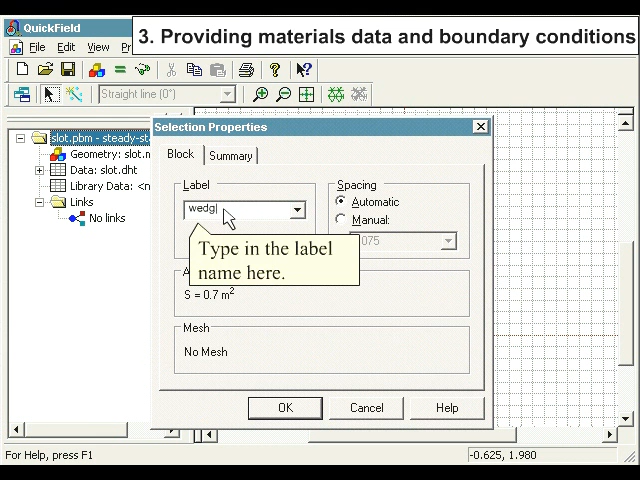 QuickField
3. Providing materials data and boundary conditions
File Edit View
Straight line (0°)
slot.pbm - steady-st
Geometry: slot.m
Data: slot.dht
Library Data: <n
Links
No links
Selection Properties
Block Summary
Label
wedg
Spacing
Automatic
Manual:
075
Type in the label
name here.
S = 0.7 m²
Mesh
No Mesh
OK Cancel Help
For Help, press F1
-0.625, 1.980